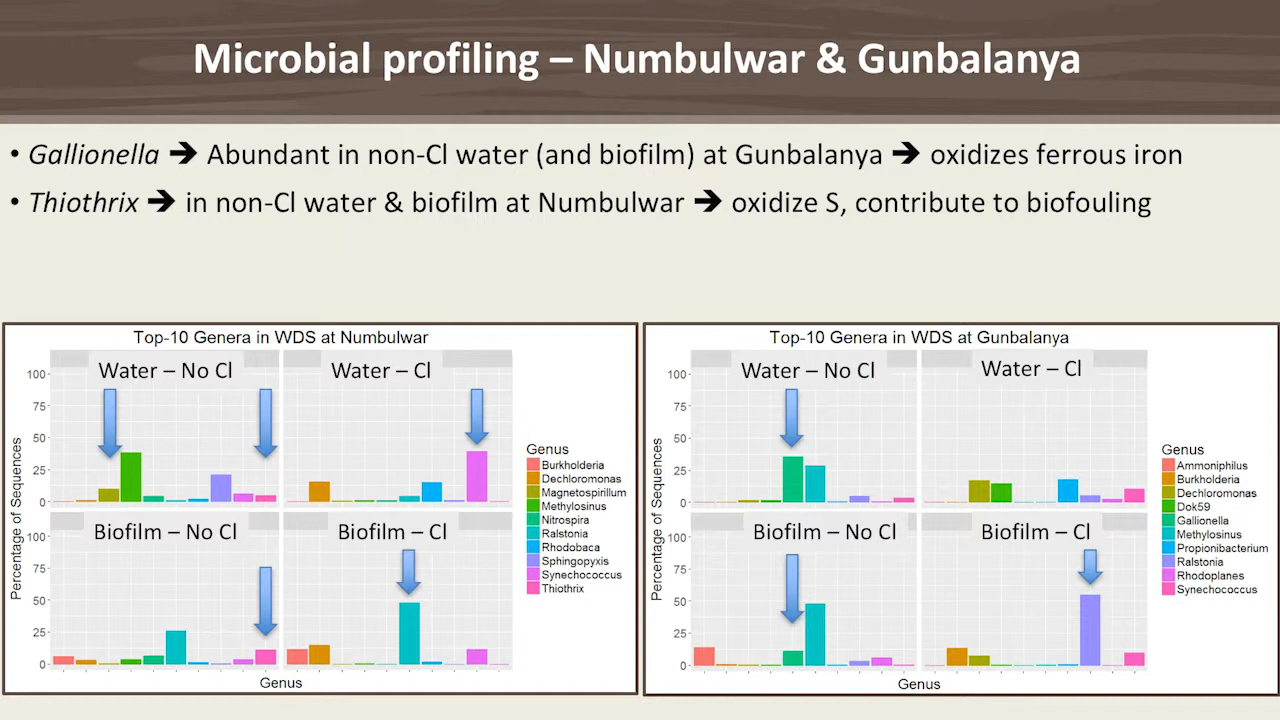 Microbial profiling – Numbulwar & Gunbalanya
• Gallionella ➔ Abundant in non-Cl water (and biofilm) at Gunbalanya ➔ oxidizes ferrous iron
• Thiothrix ➔ in non-Cl water & biofilm at Numbulwar ➔ oxidize S, contribute to biofouling
Top-10 Genera in WDS at Numbulwar
Water – No Cl
Water – Cl
100
75
50
25
0
Biofilm – No Cl
Biofilm – Cl
100
75
50
25
0
Percentage of Sequences
Genus
Genus
Burkholderia
Dechloromonas
Magnetospirillum
Methylosinus
Nitrospira
Ralstonia
Rhodobaca
Sphingopyxis
Synechococcus
Thiothrix
Top-10 Genera in WDS at Gunbalanya
Water – No Cl
Water – Cl
100
75
50
25
0
Biofilm – No Cl
Biofilm – Cl
100
75
50
25
0
Percentage of Sequences
Genus
Genus
Ammoniphilus
Burkholderia
Dechloromonas
Dok59
Gallionella
Methylosinus
Propionibacterium
Ralstonia
Rhodoplanes
Synechococcus